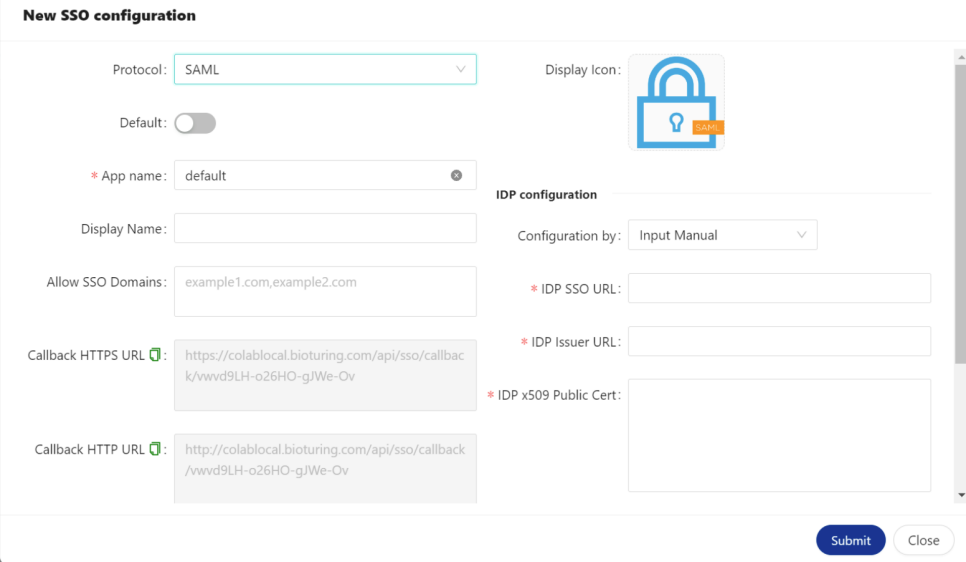 New SSO configuration
Protocol: SAML
Default:
* App name: default
Display Name:
Allow SSO Domains: example1.com,example2.com
Callback HTTPS URL :
https://colablocal.bioturing.com/api/sso/callbac
k/vwvd9LH-o26HO-gJWe-Ov
Callback HTTP URL :
http://colablocal.bioturing.com/api/sso/callback
/vwvd9LH-o26HO-gJWe-Ov
Display Icon:
SAML
IDP configuration
Configuration by: Input Manual
* IDP SSO URL:
* IDP Issuer URL:
* IDP x509 Public Cert:
Submit
Close